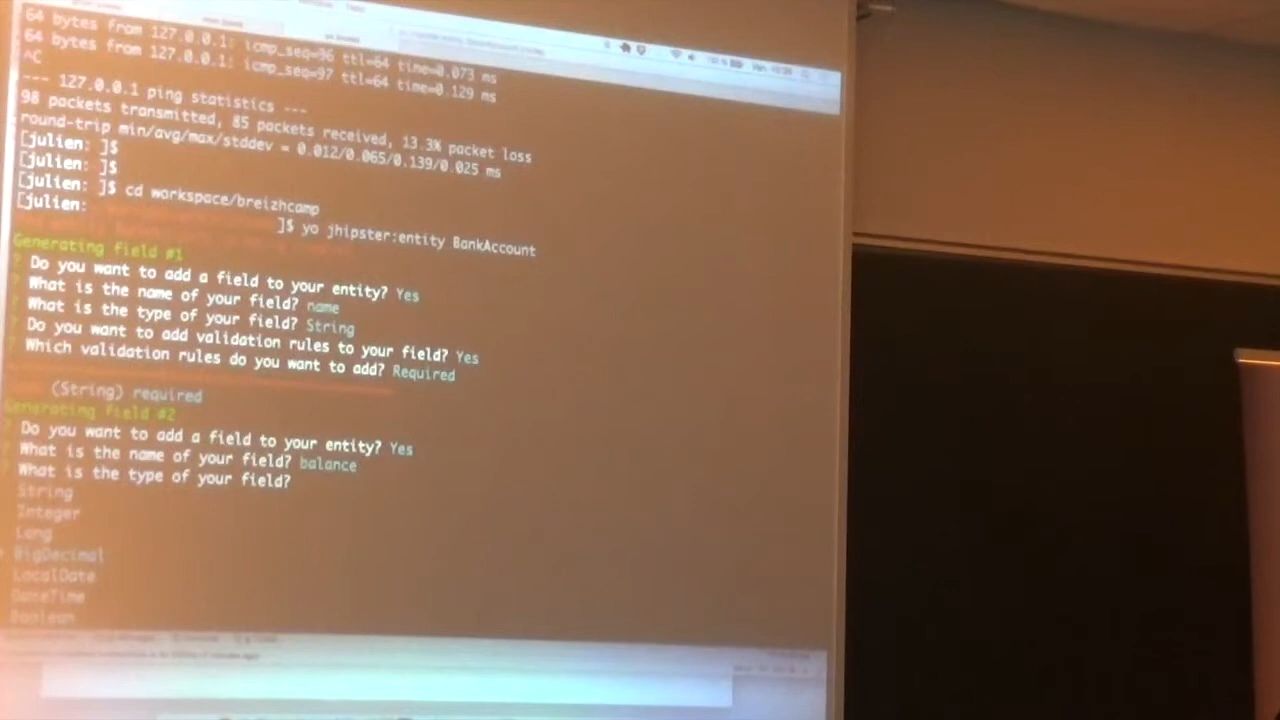 64 bytes from 127.0.0.1: icmp_seq=96 ttl=64 time=0.073 ms
64 bytes from 127.0.0.1: icmp_seq=97 ttl=64 time=0.129 ms
^C
--- 127.0.0.1 ping statistics ---
98 packets transmitted, 85 packets received, 13.3% packet loss
round-trip min/avg/max/stddev = 0.012/0.065/0.139/0.025 ms
[julien: ]$
[julien: ]$
[julien: ]$ cd workspace/breizhcamp
[julien: ]$ yo jhipster:entity BankAccount
Generating field #1
? Do you want to add a field to your entity? Yes
? What is the name of your field? name
? What is the type of your field? String
? Do you want to add validation rules to your field? Yes
? Which validation rules do you want to add? Required
(String) required
Generating field #2
Do you want to add a field to your entity? Yes
What is the name of your field? balance
What is the type of your field?
String
Integer
Long
BigDecimal
LocalDate
DateTime
Boolean